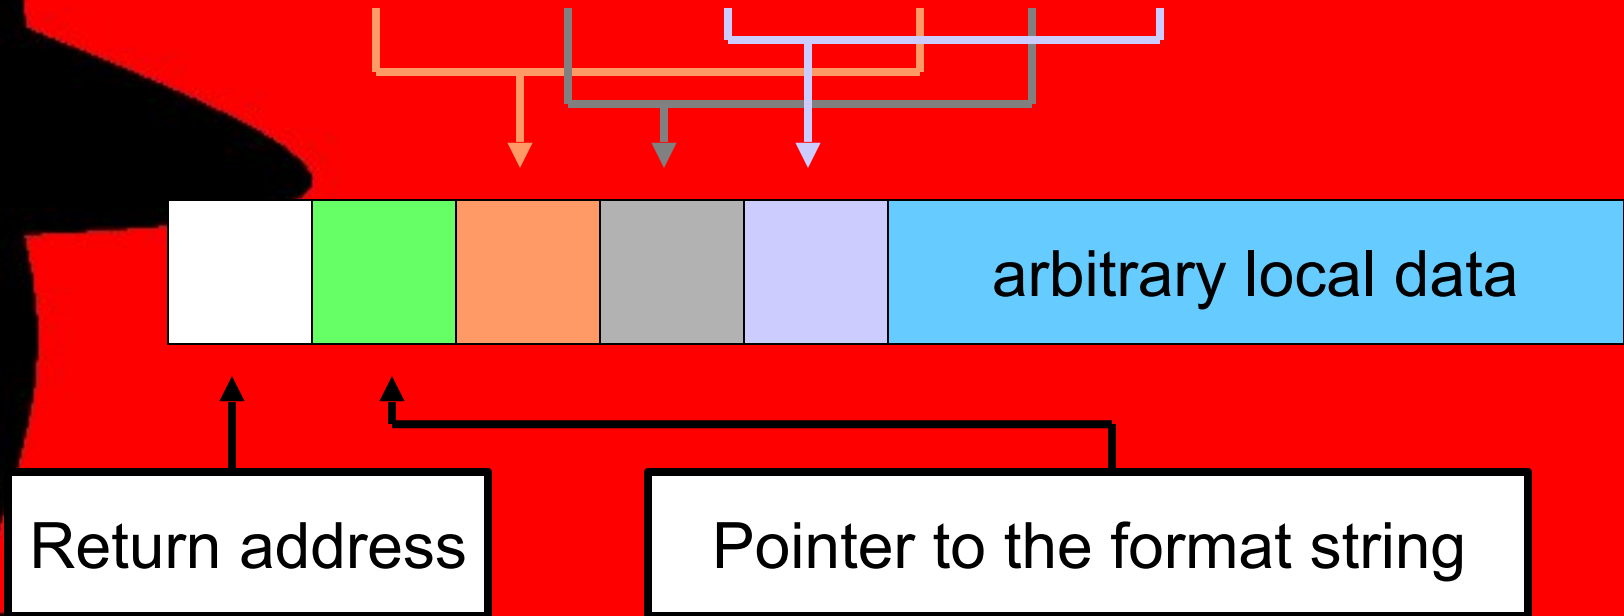 arbitrary local data
Return address
Pointer to the format string